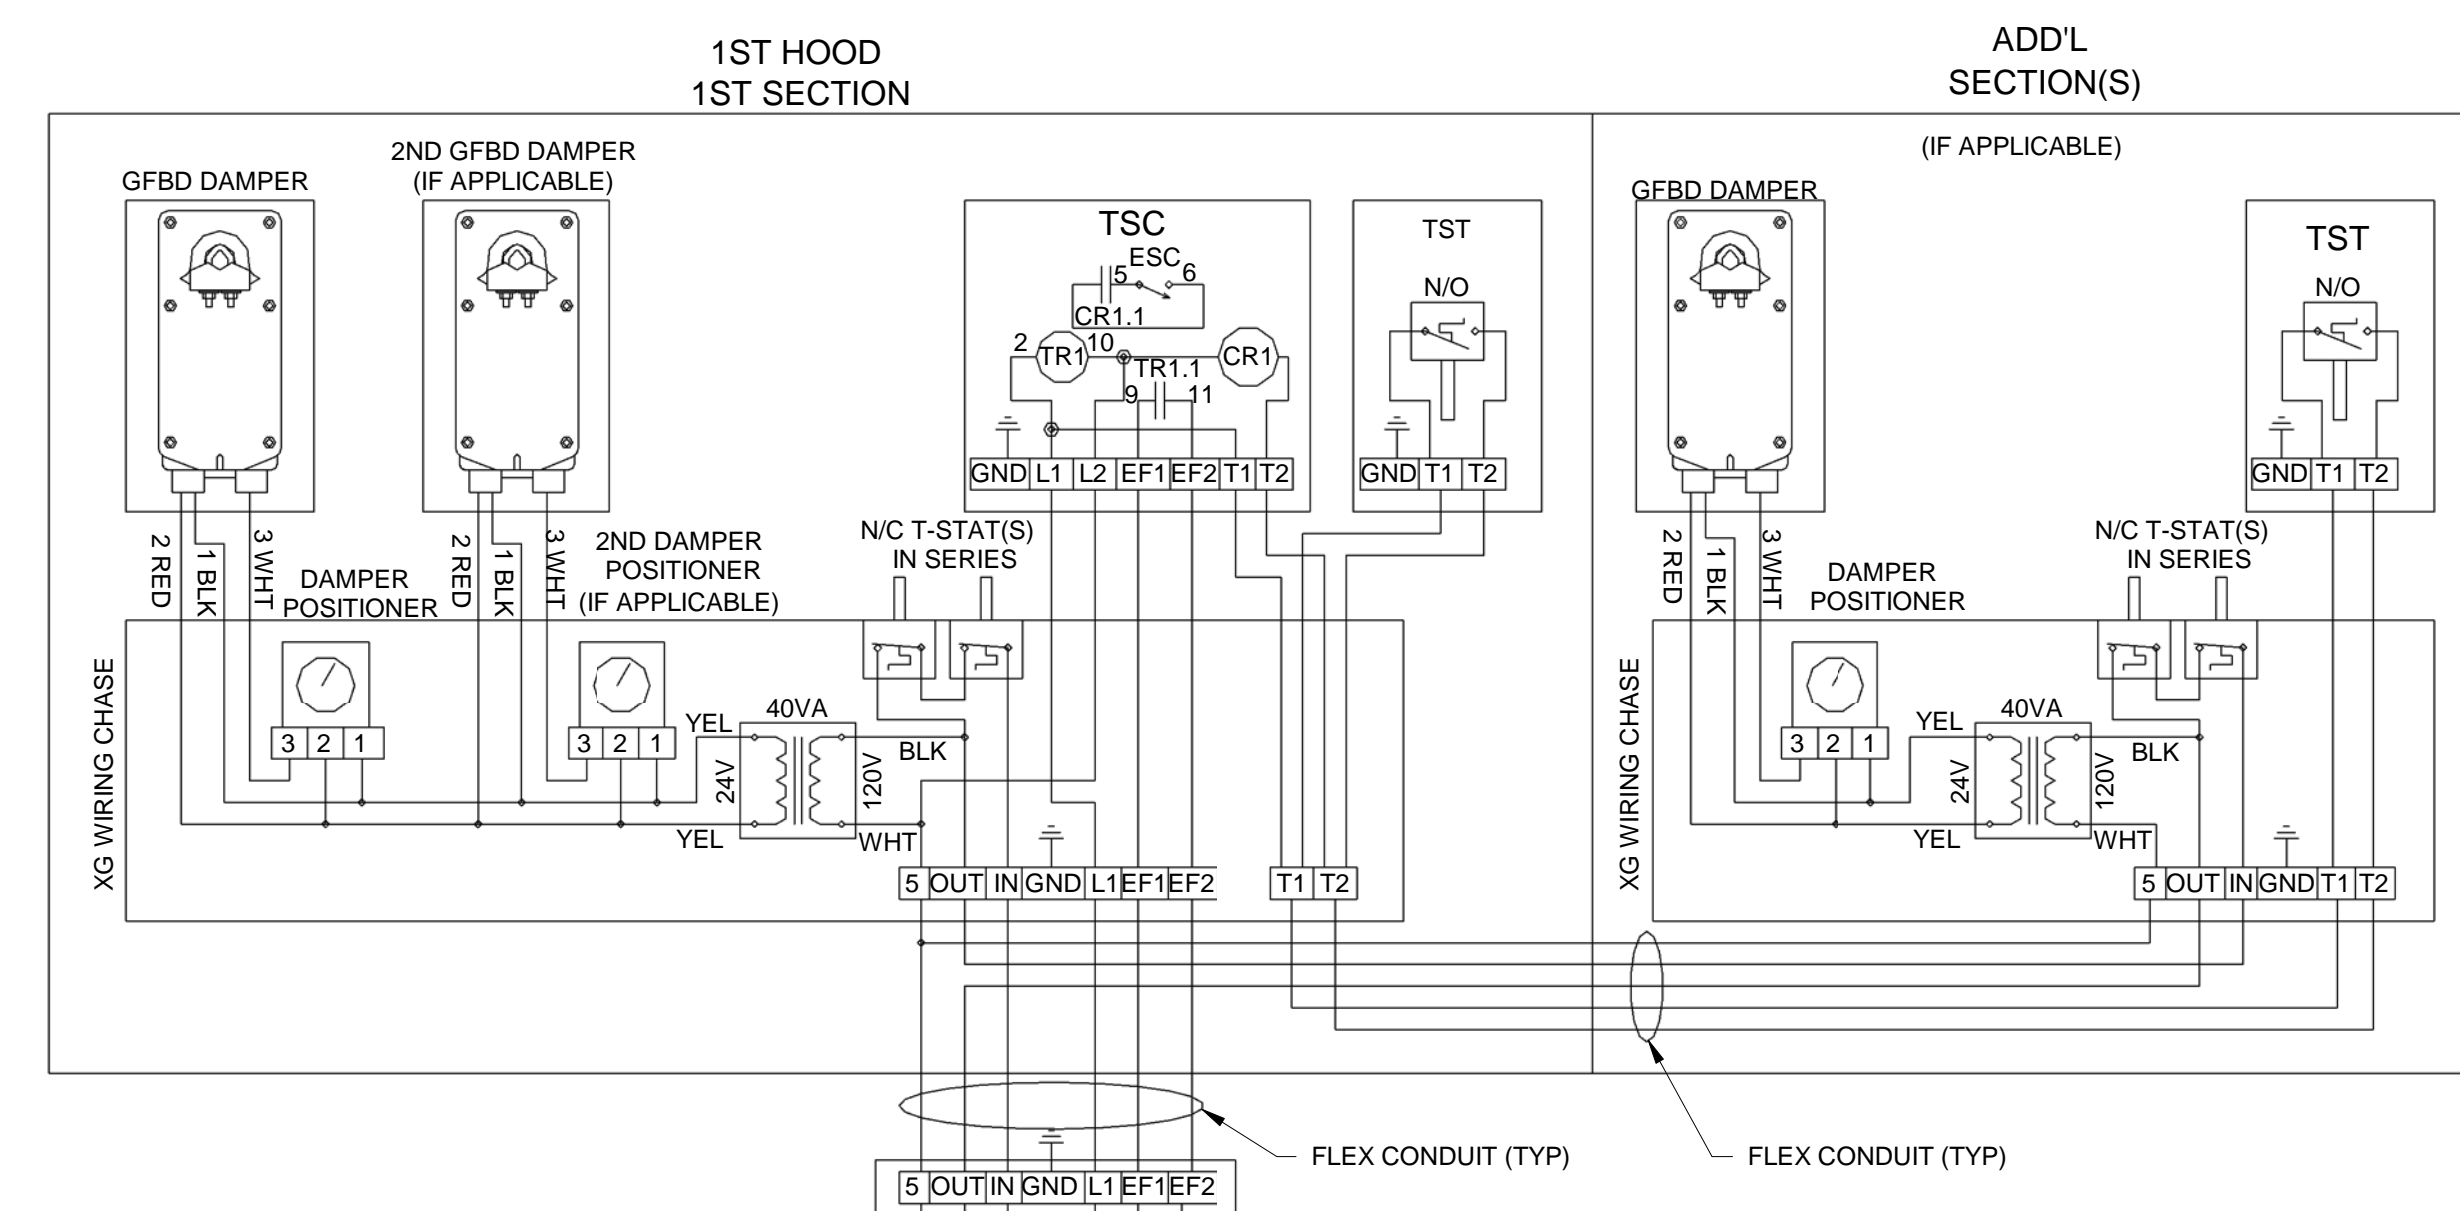 1ST HOOD
1ST SECTION
ADD'L
SECTION(S)
(IF APPLICABLE)
GFBD DAMPER
2ND GFBD DAMPER
(IF APPLICABLE)
TSC
ESC
5
6
CR1.1
2
TR1
10
CR1
TR1.1
9
11
GND L1 L2 EF1 EF2 T1 T2
TST
N/O
GND T1 T2
GFBD DAMPER
TST
N/O
GND T1 T2
2 RED
1 BLK
3 WHT
DAMPER
POSITIONER
2 RED
1 BLK
3 WHT
2ND DAMPER
POSITIONER
(IF APPLICABLE)
N/C T-STAT(S)
IN SERIES
2 RED
1 BLK
3 WHT
DAMPER
POSITIONER
N/C T-STAT(S)
IN SERIES
XG WIRING CHASE
3 2 1
3 2 1
YEL
40VA
24V
120V
BLK
YEL
WHT
5 OUT IN GND L1 EF1 EF2
T1 T2
XG WIRING CHASE
3 2 1
YEL
40VA
24V
120V
BLK
YEL
WHT
5 OUT IN GND T1 T2
FLEX CONDUIT (TYP)
FLEX CONDUIT (TYP)
5 OUT IN GND L1 EF1 EF2